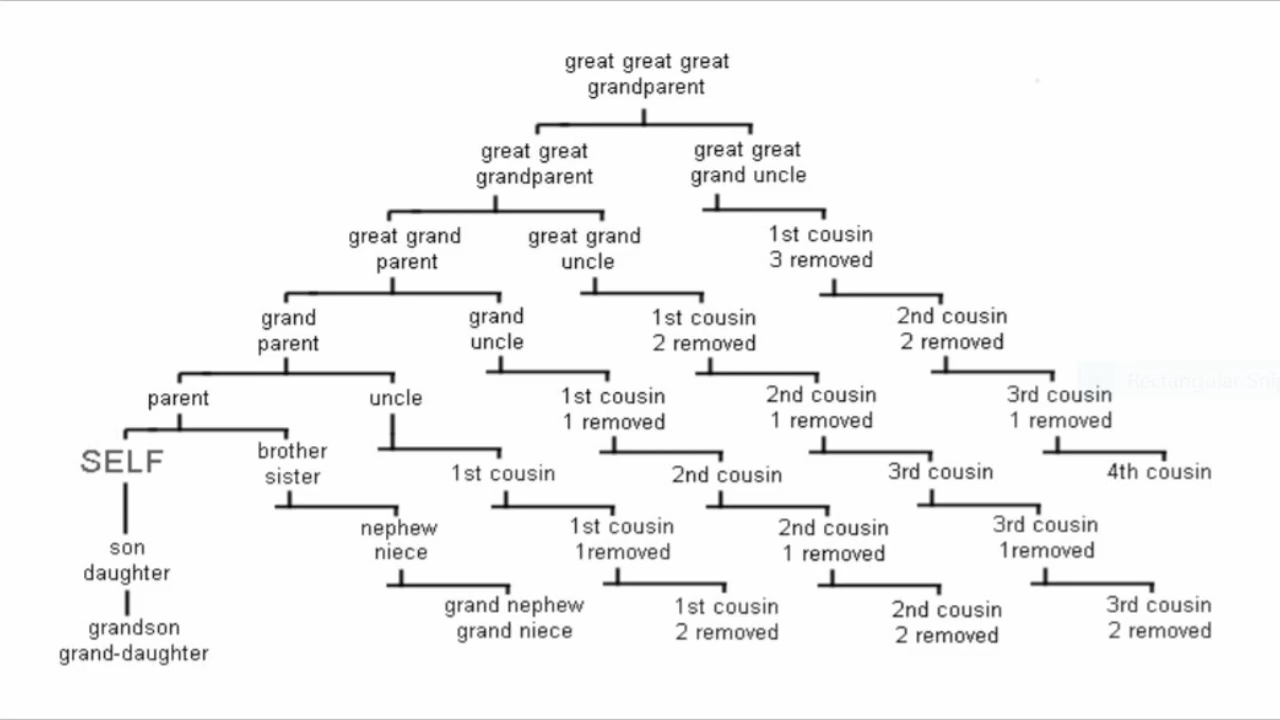 great great great
grandparent
great great
grandparent
great great
grand uncle
great grand
parent
great grand
uncle
1st cousin
3 removed
grand
parent
grand
uncle
1st cousin
2 removed
2nd cousin
2 removed
parent
uncle
1st cousin
1 removed
2nd cousin
1 removed
3rd cousin
1 removed
Rectangular Snip
SELF
brother
sister
1st cousin
2nd cousin
3rd cousin
4th cousin
nephew
niece
1st cousin
1removed
2nd cousin
1 removed
3rd cousin
1removed
son
daughter
grand nephew
grand niece
1st cousin
2 removed
2nd cousin
2 removed
3rd cousin
2 removed
grandson
grand-daughter